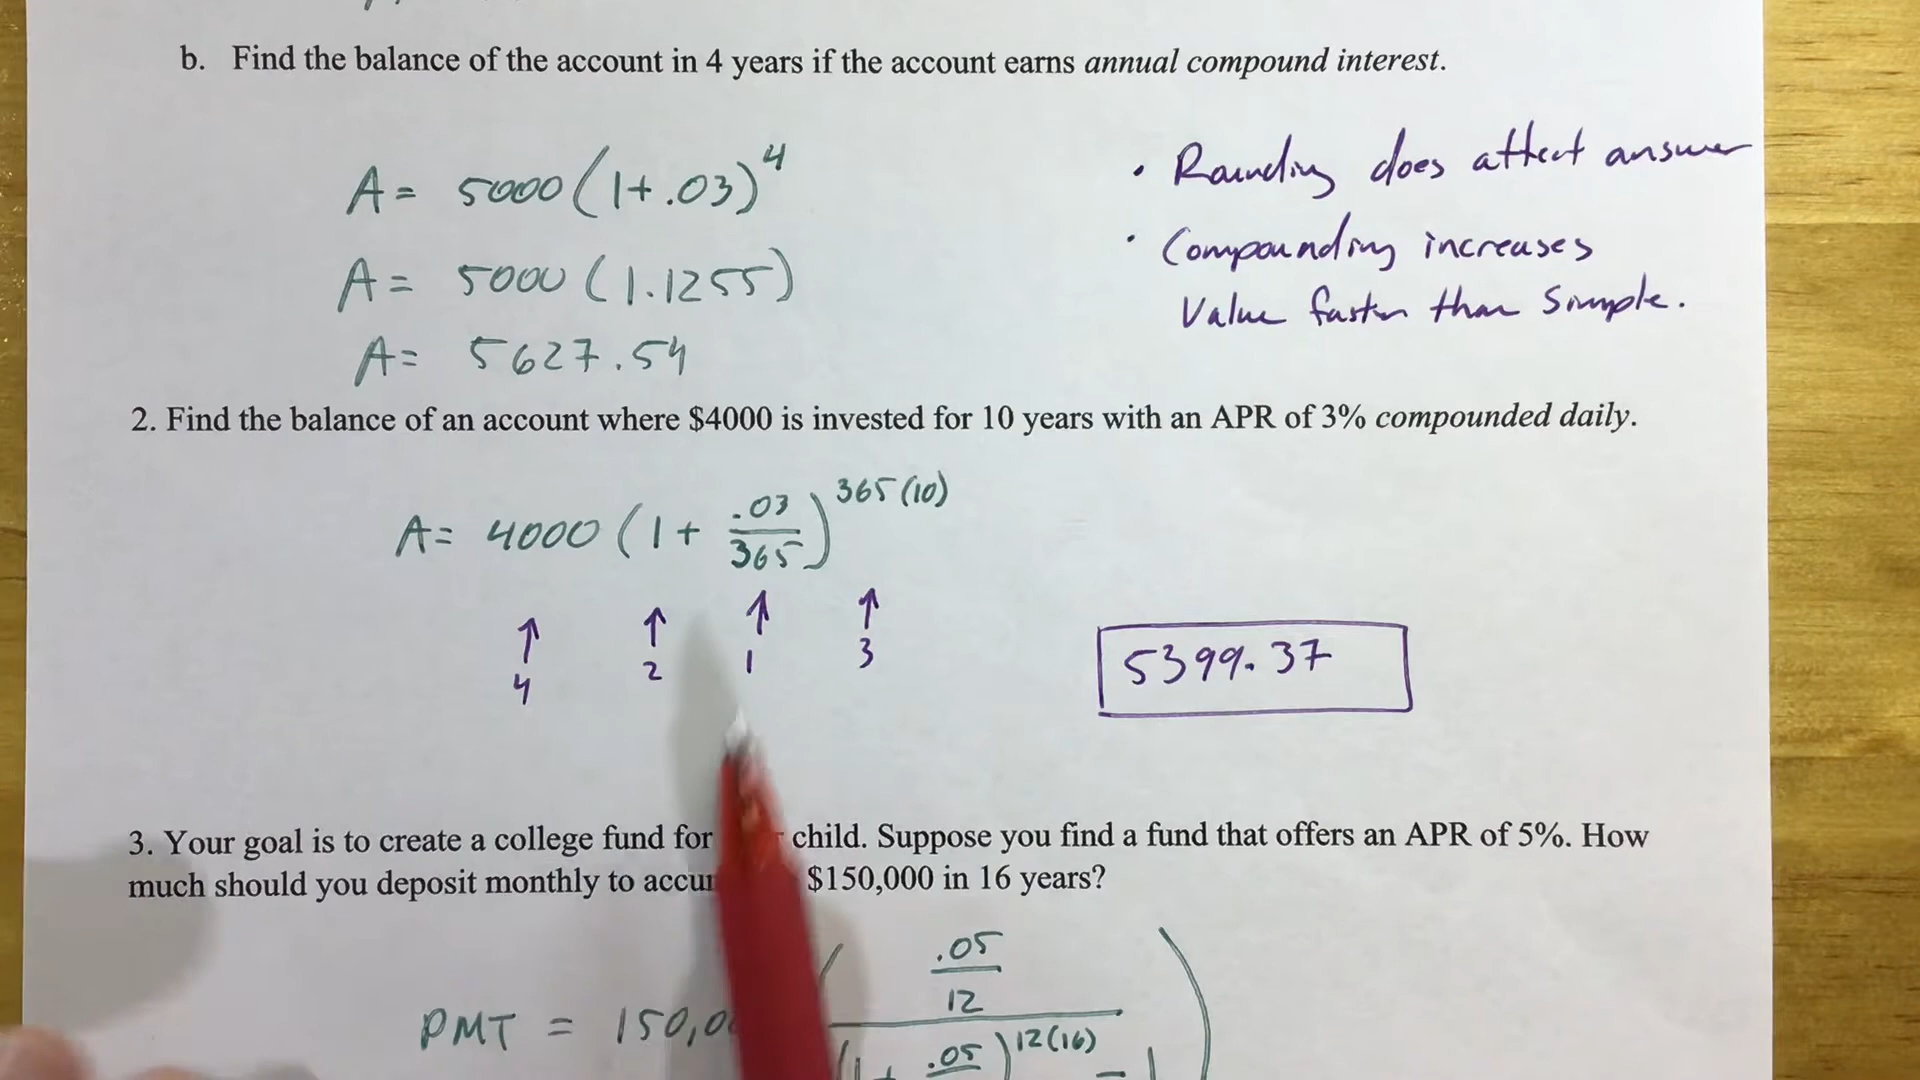 b. Find the balance of the account in 4 years if the account earns annual compound interest.
A = 5000 (1 + .03)^4
A = 5000 (1.1255)
A = 5627.54
• Rounding does affect answer
• Compounding increases
Value faster than Simple.
2. Find the balance of an account where $4000 is invested for 10 years with an APR of 3% compounded daily.
A = 4000 (1 + .03/365)^365(10)
↑ ↑ ↑ ↑
4 2 1 3
5399.37
3. Your goal is to create a college fund for child. Suppose you find a fund that offers an APR of 5%. How
much should you deposit monthly to $150,000 in 16 years?
.05
12
PMT = 150,0
.05 ) 12(16) – 1